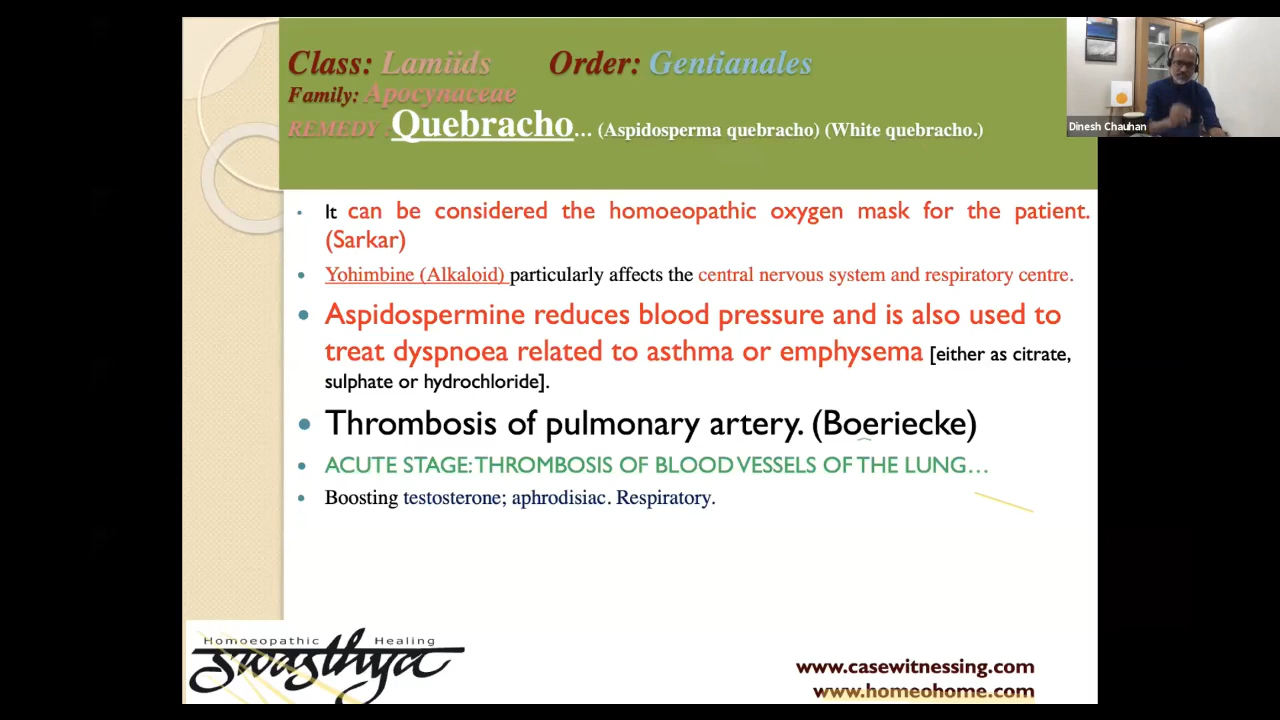 Class: Lamiids Order: Gentianales
Family: Apocynaceae
REMEDY : Quebracho... (Aspidosperma quebracho) (White quebracho.)
Dinesh Chauhan
It can be considered the homoeopathic oxygen mask for the patient.
(Sarkar)
Yohimbine (Alkaloid) particularly affects the central nervous system and respiratory centre.
Aspidospermine reduces blood pressure and is also used to
treat dyspnoea related to asthma or emphysema [either as citrate,
sulphate or hydrochloride].
Thrombosis of pulmonary artery. (Boeriecke)
ACUTE STAGE: THROMBOSIS OF BLOOD VESSELS OF THE LUNG...
Boosting testosterone; aphrodisiac. Respiratory.
Homoeopathic Healing
swasthya
www.casewitnessing.com
www.homeohome.com